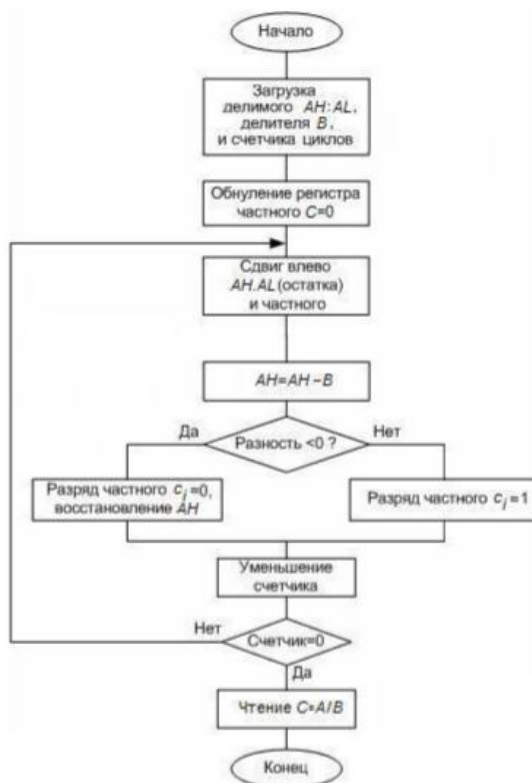 Начало
Загрузка
делимого AH:AL,
делителя B,
и счетчика циклов
Обнуление регистра
частного C=0
Сдвиг влево
AH.AL(остатка)
и частного
AH=AH-B
Да
Разность <0 ?
Нет
Разряд частного cᵢ=0,
восстановление AH
Разряд частного cᵢ=1
Уменьшение
счетчика
Нет
Счетчик=0
Да
Чтение C=A/B
Конец